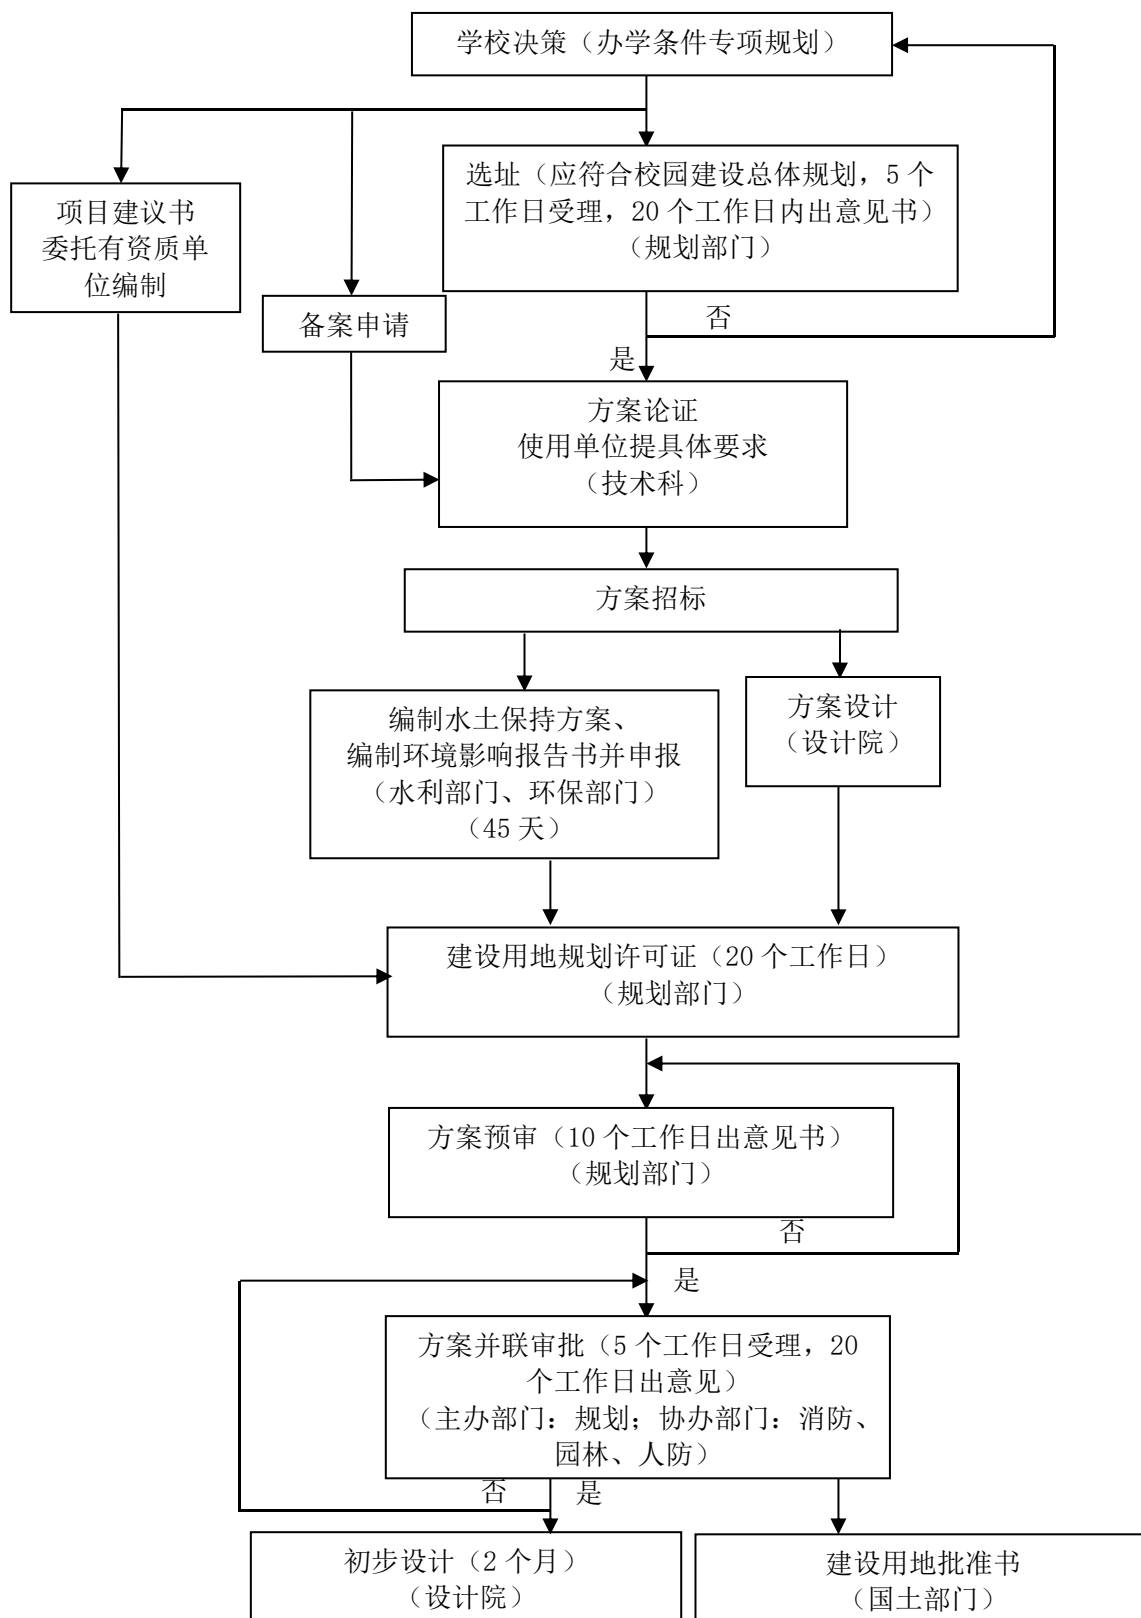 学校决策（办学条件专项规划）
选址（应符合校园建设总体规划，5 个
工作日受理，20 个工作日内出意见书）
（规划部门）
项目建议书
委托有资质单
位编制
备案申请
否
是
方案论证
使用单位提具体要求
（技术科）
方案招标
编制水土保持方案、
编制环境影响报告书并申报
（水利部门、环保部门）
（45 天）
方案设计
（设计院）
建设用地规划许可证（20 个工作日）
（规划部门）
方案预审（10 个工作日出意见书）
（规划部门）
否
是
方案并联审批（5 个工作日受理，20
个工作日出意见）
（主办部门：规划；协办部门：消防、
园林、人防）
否
是
初步设计（2 个月）
（设计院）
建设用地批准书
（国土部门）